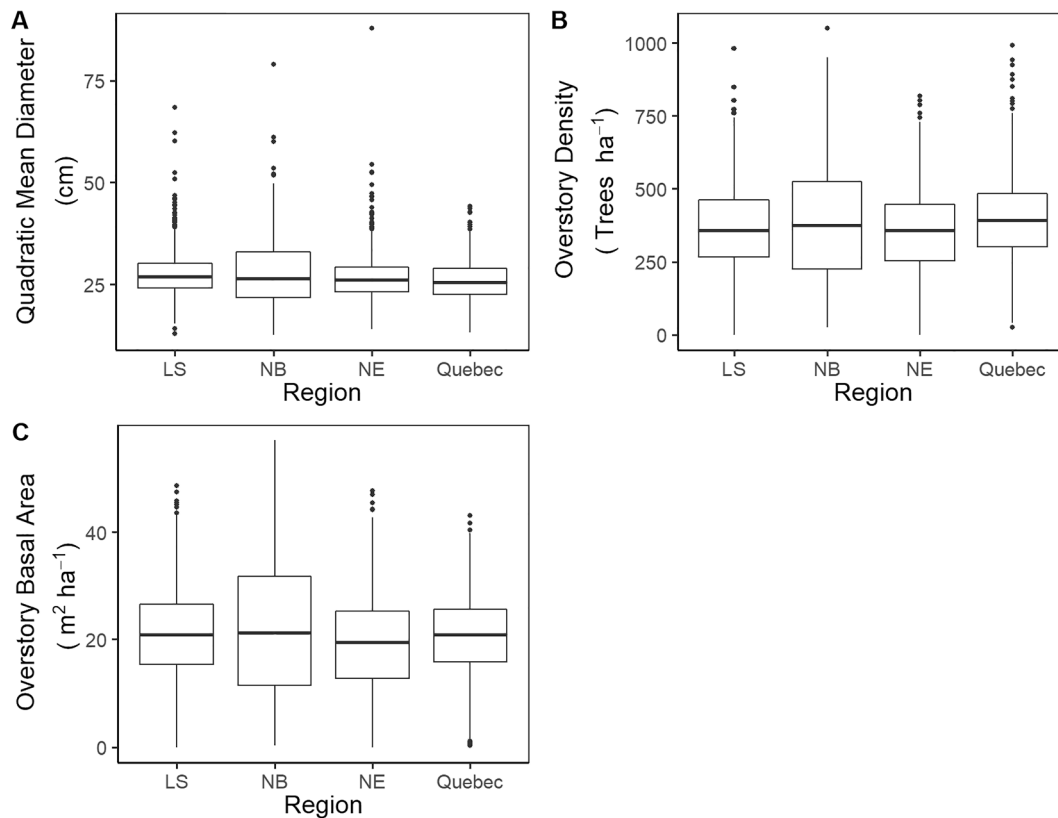 A
Quadratic Mean Diameter
(cm)
75
50
25
LS NB NE Quebec
Region
B
Overstory Density
( Trees ha⁻¹)
1000
750
500
250
0
LS NB NE Quebec
Region
C
Overstory Basal Area
( m² ha⁻¹)
40
20
0
LS NB NE Quebec
Region